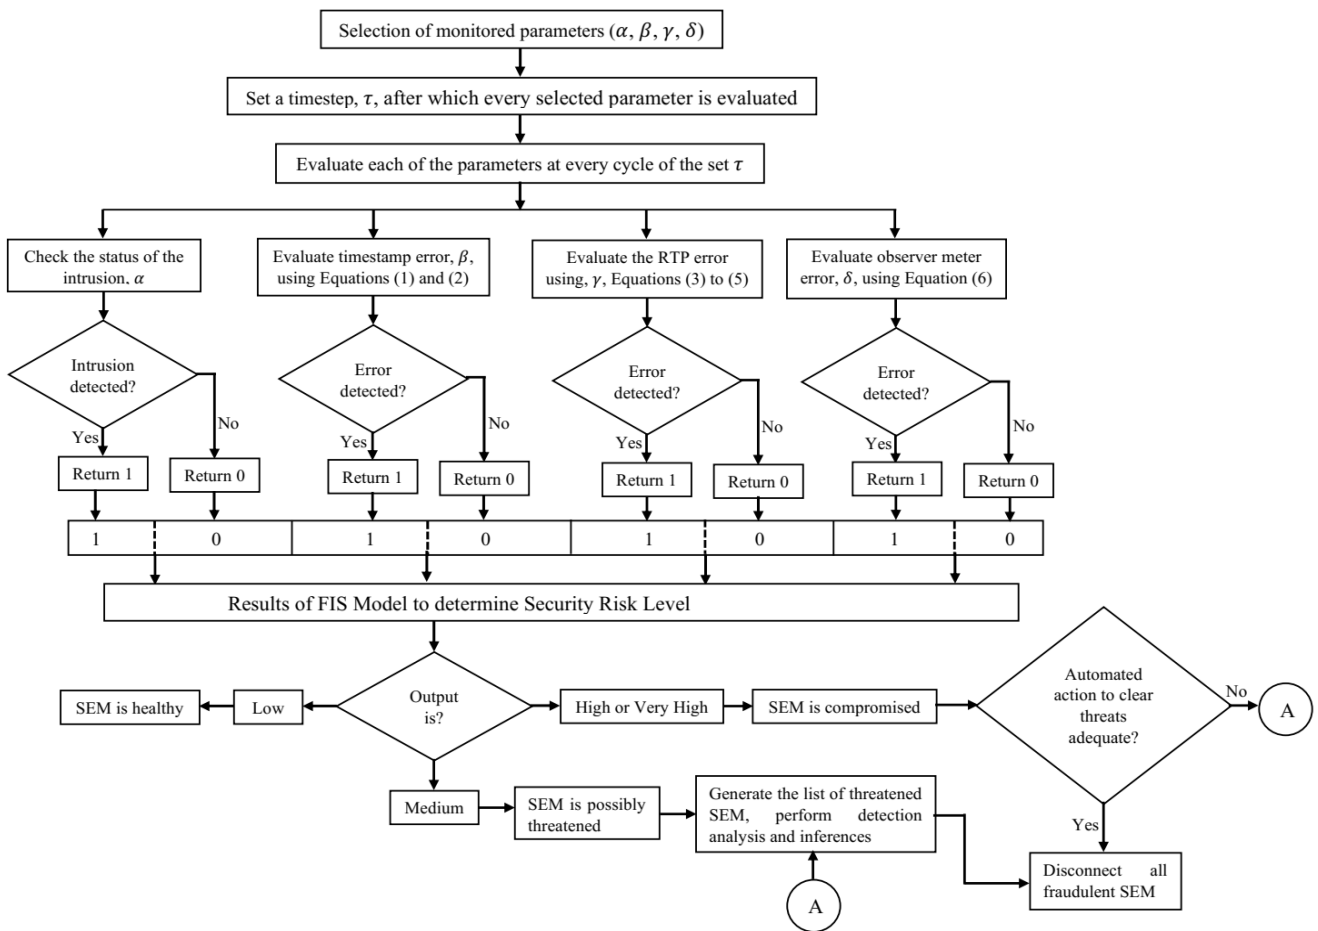 Selection of monitored parameters (α, β, γ, δ)
Set a timestep, τ, after which every selected parameter is evaluated
Evaluate each of the parameters at every cycle of the set τ
Check the status of the
intrusion, α
Evaluate timestamp error, β,
using Equations (1) and (2)
Evaluate the RTP error
using, γ, Equations (3) to (5)
Evaluate observer meter
error, δ, using Equation (6)
Intrusion
detected?
Error
detected?
Error
detected?
Error
detected?
Yes
No
Yes
No
Yes
No
Yes
No
Return 1
Return 0
Return 1
Return 0
Return 1
Return 0
Return 1
Return 0
1
0
1
0
1
0
1
0
Results of FIS Model to determine Security Risk Level
SEM is healthy
Low
Output
is?
High or Very High
SEM is compromised
Automated
action to clear
threats
adequate?
No
A
Medium
SEM is possibly
threatened
Generate the list of threatened
SEM, perform detection
analysis and inferences
Yes
Disconnect all
fraudulent SEM
A